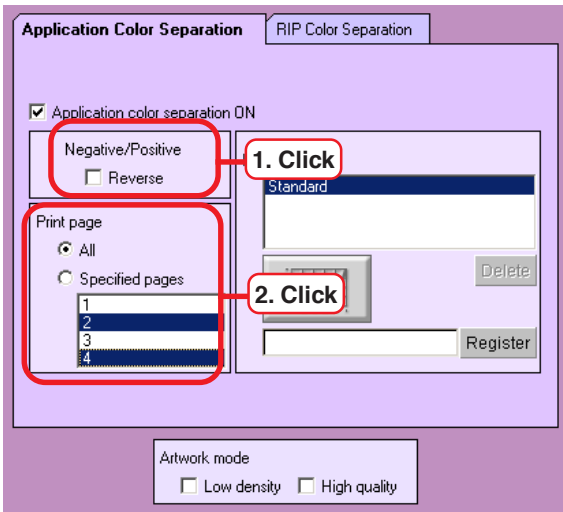 Application Color Separation
RIP Color Separation
Application color separation ON
Negative/Positive
Reverse
1. Click
Standard
Print page
All
Specified pages
1
2
3
4
2. Click
Delete
Register
Artwork mode
Low density
High quality